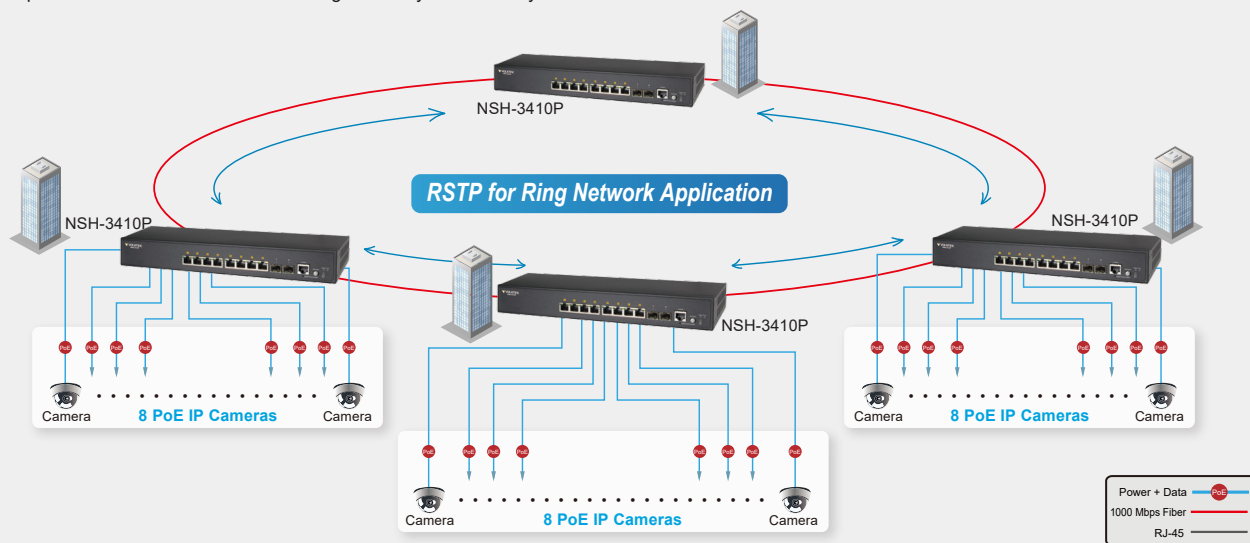 NSH-3410P
RSTP for Ring Network Application
NSH-3410P
NSH-3410P
NSH-3410P
PoE PoE PoE PoE PoE PoE PoE PoE
Camera
Camera
8 PoE IP Cameras
PoE PoE PoE PoE PoE PoE PoE PoE
Camera
Camera
8 PoE IP Cameras
PoE PoE PoE PoE PoE PoE PoE PoE
Camera
Camera
8 PoE IP Cameras
Power + Data PoE
1000 Mbps Fiber
RJ-45